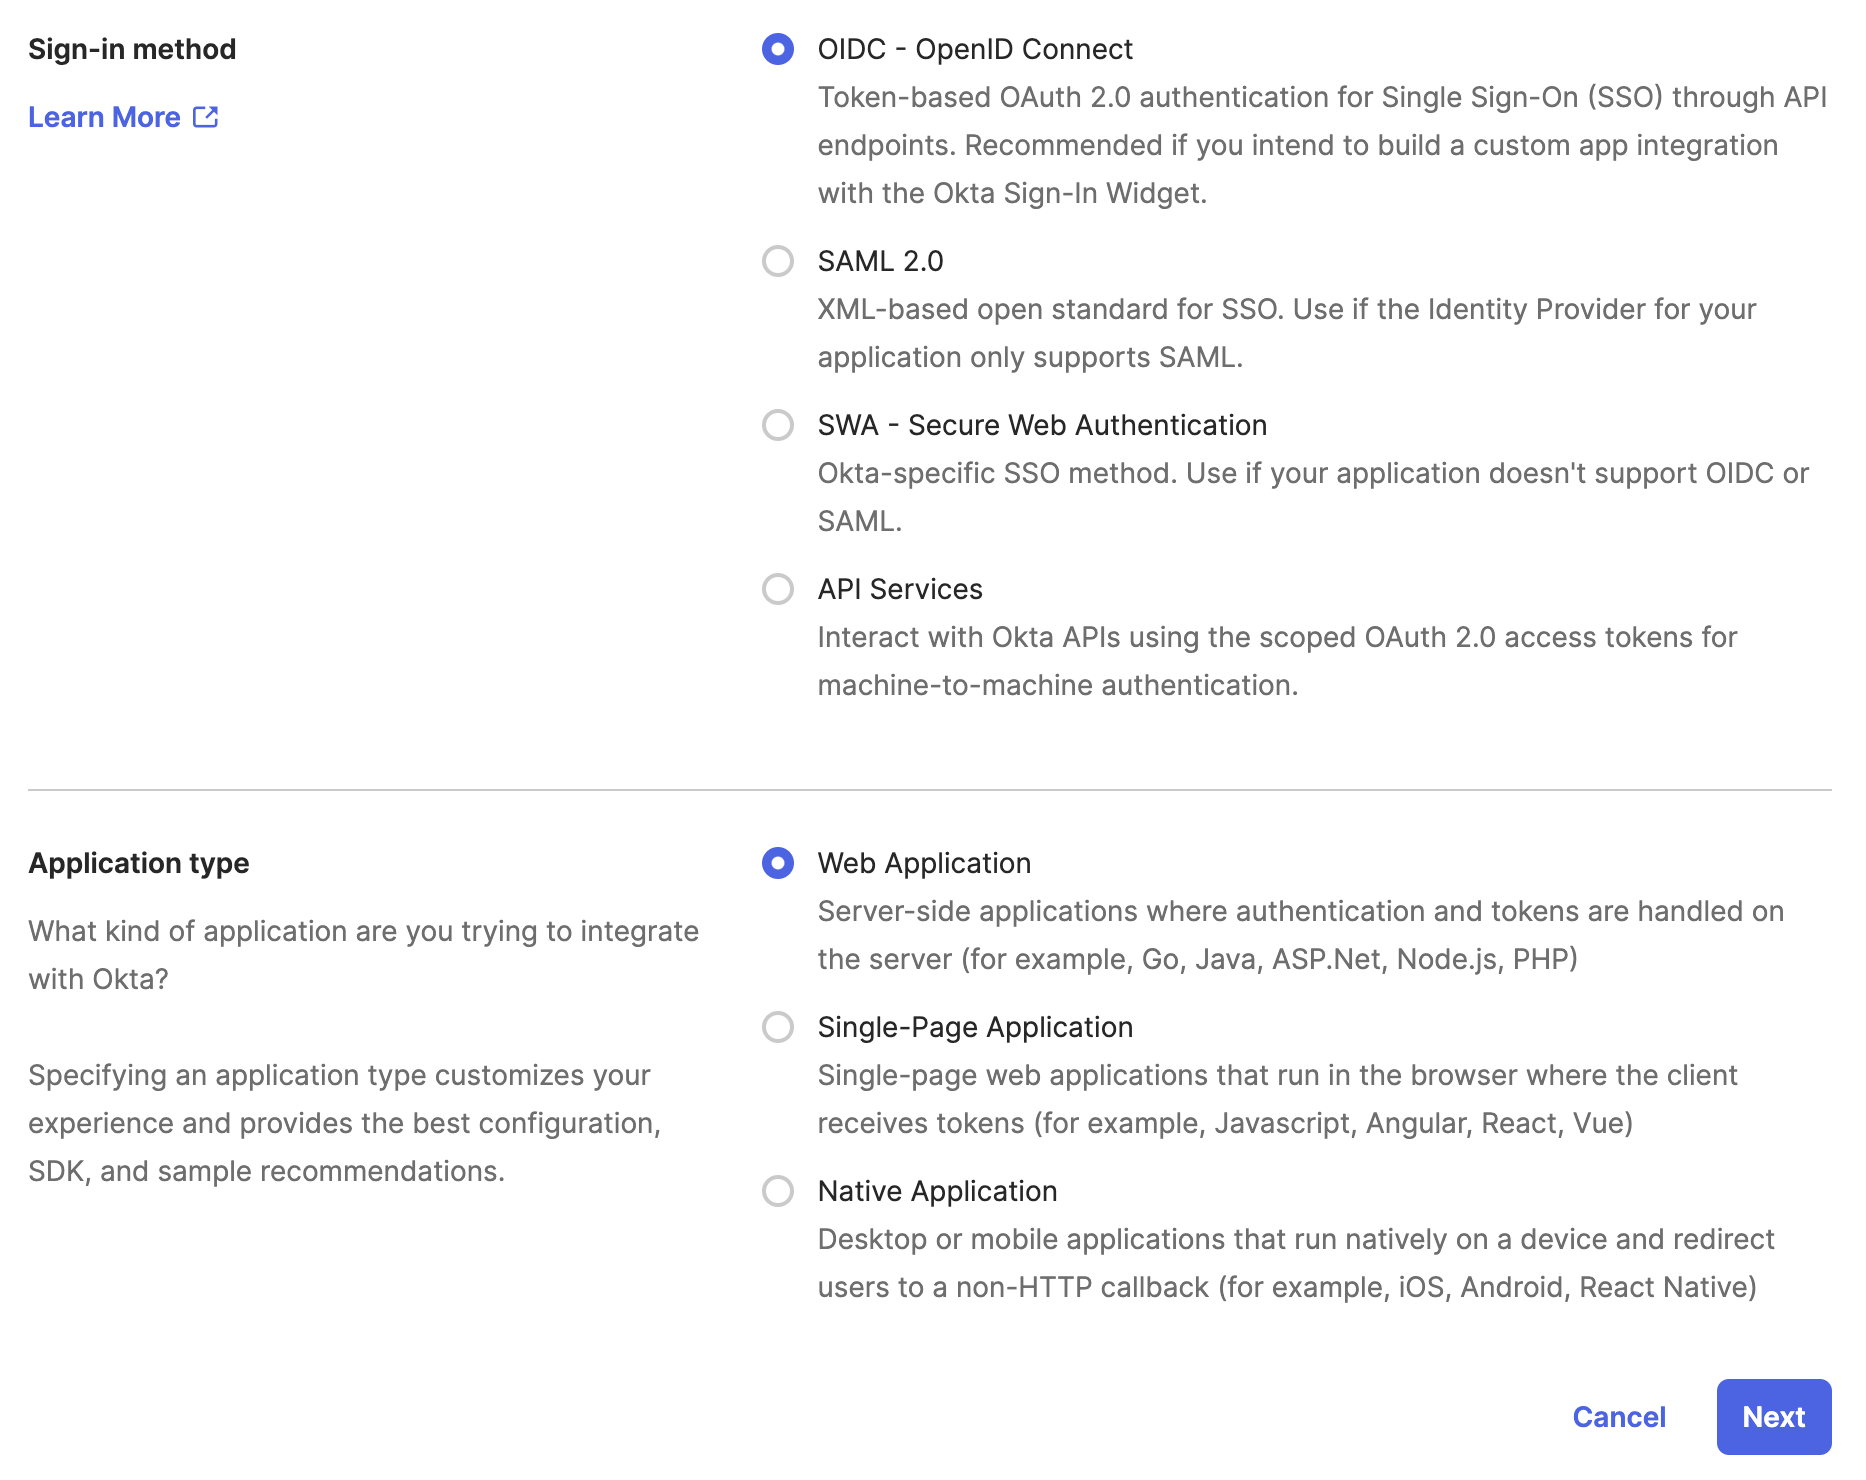 Sign-in method
Learn More
OIDC - OpenID Connect
Token-based OAuth 2.0 authentication for Single Sign-On (SSO) through API
endpoints. Recommended if you intend to build a custom app integration
with the Okta Sign-In Widget.
SAML 2.0
XML-based open standard for SSO. Use if the Identity Provider for your
application only supports SAML.
SWA - Secure Web Authentication
Okta-specific SSO method. Use if your application doesn't support OIDC or
SAML.
API Services
Interact with Okta APIs using the scoped OAuth 2.0 access tokens for
machine-to-machine authentication.
Application type
What kind of application are you trying to integrate
with Okta?
Specifying an application type customizes your
experience and provides the best configuration,
SDK, and sample recommendations.
Web Application
Server-side applications where authentication and tokens are handled on
the server (for example, Go, Java, ASP.Net, Node.js, PHP)
Single-Page Application
Single-page web applications that run in the browser where the client
receives tokens (for example, Javascript, Angular, React, Vue)
Native Application
Desktop or mobile applications that run natively on a device and redirect
users to a non-HTTP callback (for example, iOS, Android, React Native)
Cancel
Next